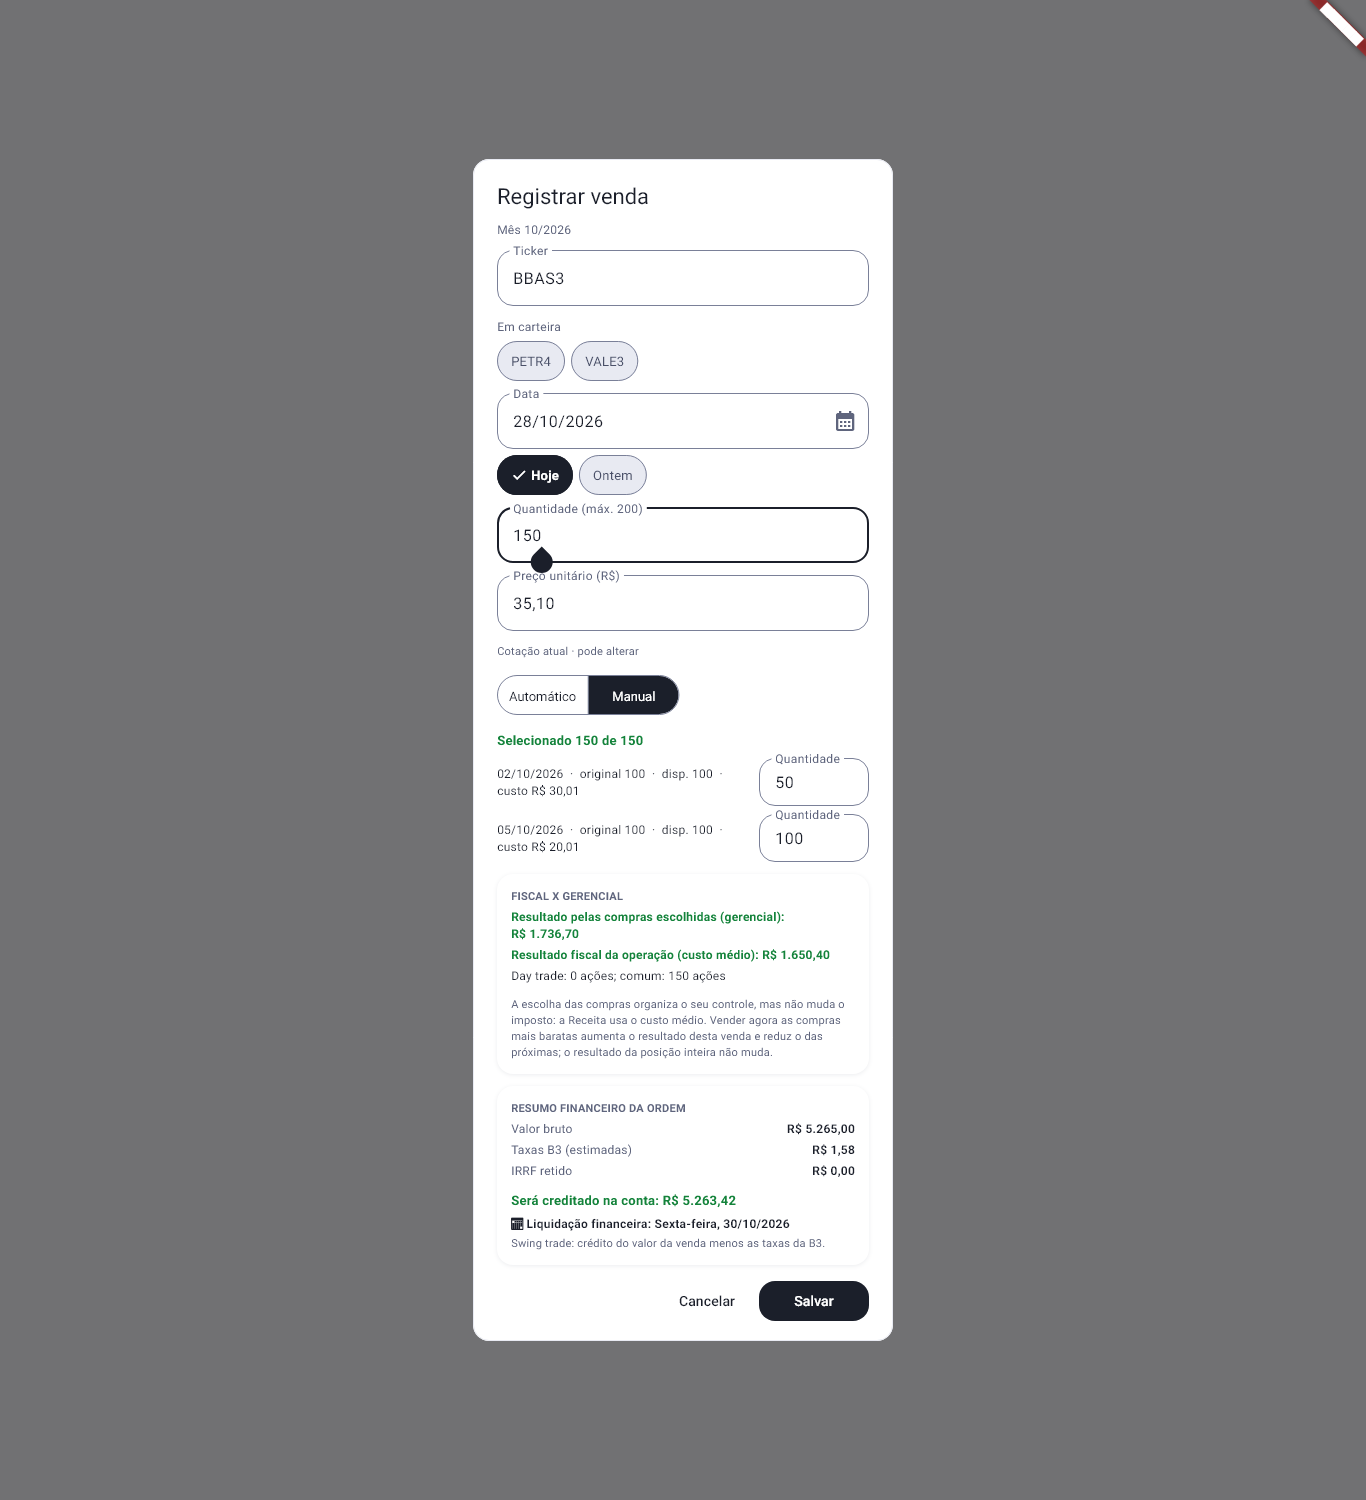 Registrar venda
Mês 10/2026
Ticker
BBAS3
Em carteira
PETR4 VALE3
Data
28/10/2026
Hoje Ontem
Quantidade (máx. 200)
150
Preço unitário (R$)
35,10
Cotação atual · pode alterar
Automático Manual
Selecionado 150 de 150
02/10/2026 · original 100 · disp. 100 ·
custo R$ 30,01
Quantidade
50
05/10/2026 · original 100 · disp. 100 ·
custo R$ 20,01
Quantidade
100
FISCAL X GERENCIAL
Resultado pelas compras escolhidas (gerencial):
R$ 1.736,70
Resultado fiscal da operação (custo médio): R$ 1.650,40
Day trade: 0 ações; comum: 150 ações
A escolha das compras organiza o seu controle, mas não muda o
imposto: a Receita usa o custo médio. Vender agora as compras
mais baratas aumenta o resultado desta venda e reduz o das
próximas; o resultado da posição inteira não muda.
RESUMO FINANCEIRO DA ORDEM
Valor bruto R$ 5.265,00
Taxas B3 (estimadas) R$ 1,58
IRRF retido R$ 0,00
Será creditado na conta: R$ 5.263,42
Liquidação financeira: Sexta-feira, 30/10/2026
Swing trade: crédito do valor da venda menos as taxas da B3.
Cancelar Salvar